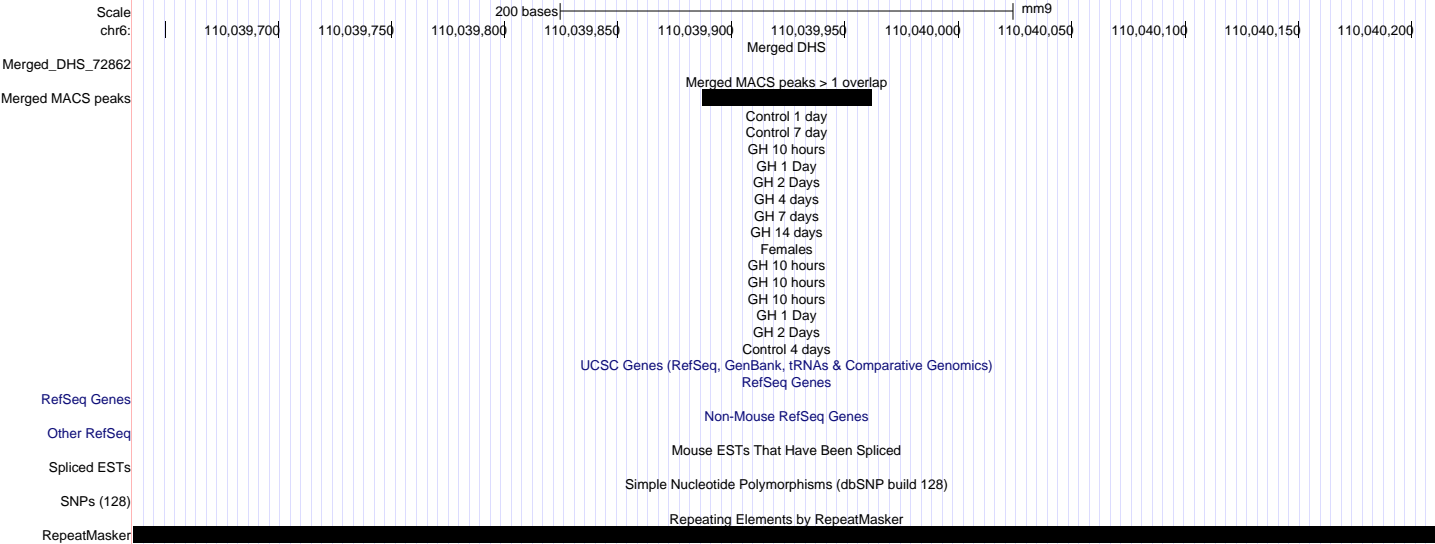 Scale 200 bases mm9
chr6: 110,039,700 110,039,750 110,039,800 110,039,850 110,039,900 110,039,950 110,040,000 110,040,050 110,040,100 110,040,150 110,040,200
Merged DHS
Merged_DHS_72862
Merged MACS peaks > 1 overlap
Merged MACS peaks
Control 1 day
Control 7 day
GH 10 hours
GH 1 Day
GH 2 Days
GH 4 days
GH 7 days
GH 14 days
Females
GH 10 hours
GH 10 hours
GH 10 hours
GH 1 Day
GH 2 Days
Control 4 days
UCSC Genes (RefSeq, GenBank, tRNAs & Comparative Genomics)
RefSeq Genes
RefSeq Genes
Non-Mouse RefSeq Genes
Other RefSeq
Mouse ESTs That Have Been Spliced
Spliced ESTs
Simple Nucleotide Polymorphisms (dbSNP build 128)
SNPs (128)
Repeating Elements by RepeatMasker
RepeatMasker